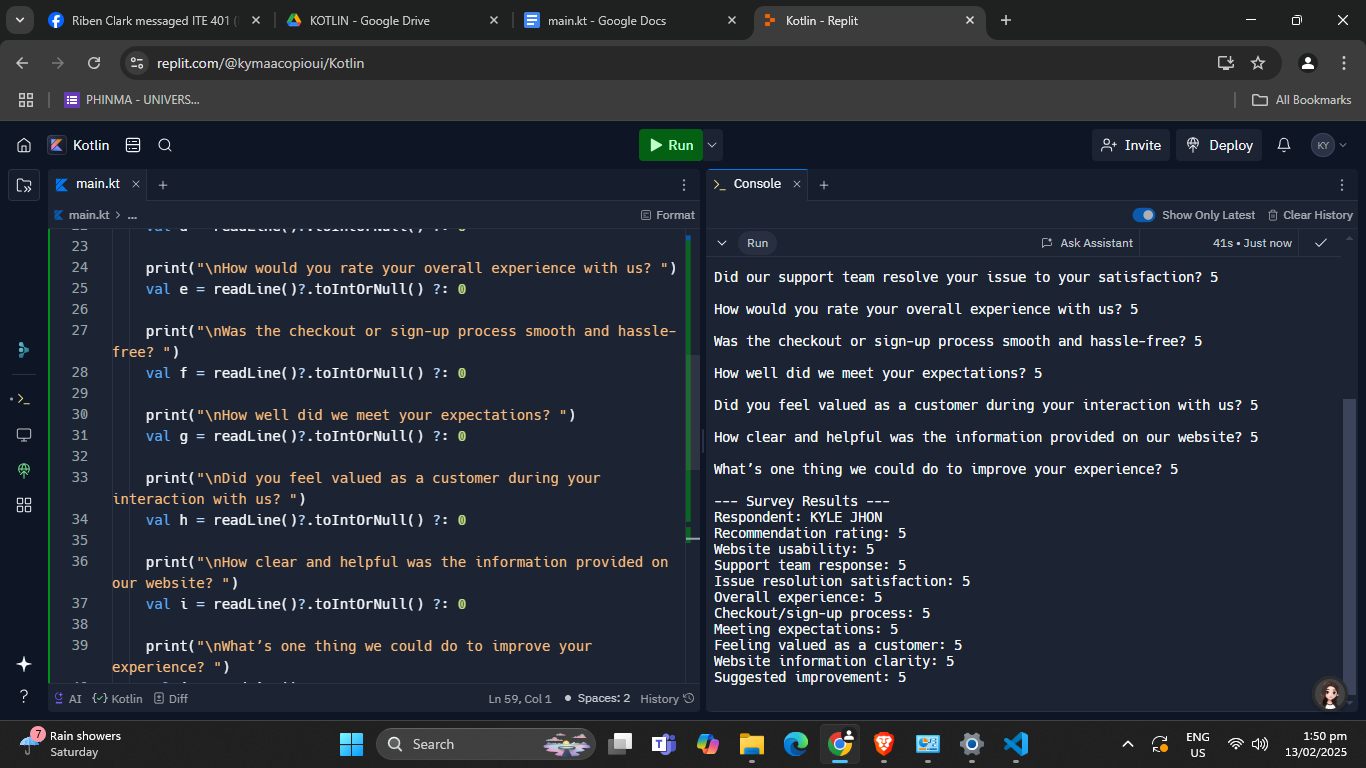 Riben Clark messaged ITE 401 (
KOTLIN - Google Drive
main.kt - Google Docs
Kotlin - Replit
replit.com/@kymaacopioui/Kotlin
PHINMA - UNIVERS...
All Bookmarks
Kotlin
Run
Invite
Deploy
KY
main.kt
Console
main.kt > ...
Format
Show Only Latest
Clear History
Run
Ask Assistant
41s • Just now
23
24 print("\nHow would you rate your overall experience with us? ")
25 val e = readLine()?.toIntOrNull() ?: 0
26
27 print("\nWas the checkout or sign-up process smooth and hassle-
free? ")
28 val f = readLine()?.toIntOrNull() ?: 0
29
30 print("\nHow well did we meet your expectations? ")
31 val g = readLine()?.toIntOrNull() ?: 0
32
33 print("\nDid you feel valued as a customer during your
interaction with us? ")
34 val h = readLine()?.toIntOrNull() ?: 0
35
36 print("\nHow clear and helpful was the information provided on
our website? ")
37 val i = readLine()?.toIntOrNull() ?: 0
38
39 print("\nWhat’s one thing we could do to improve your
experience? ")
Did our support team resolve your issue to your satisfaction? 5
How would you rate your overall experience with us? 5
Was the checkout or sign-up process smooth and hassle-free? 5
How well did we meet your expectations? 5
Did you feel valued as a customer during your interaction with us? 5
How clear and helpful was the information provided on our website? 5
What’s one thing we could do to improve your experience? 5
--- Survey Results ---
Respondent: KYLE JHON
Recommendation rating: 5
Website usability: 5
Support team response: 5
Issue resolution satisfaction: 5
Overall experience: 5
Checkout/sign-up process: 5
Meeting expectations: 5
Feeling valued as a customer: 5
Website information clarity: 5
Suggested improvement: 5
AI
Kotlin
Diff
Ln 59, Col 1
Spaces: 2
History
7
Rain showers
Saturday
Search
ENG
US
1:50 pm
13/02/2025